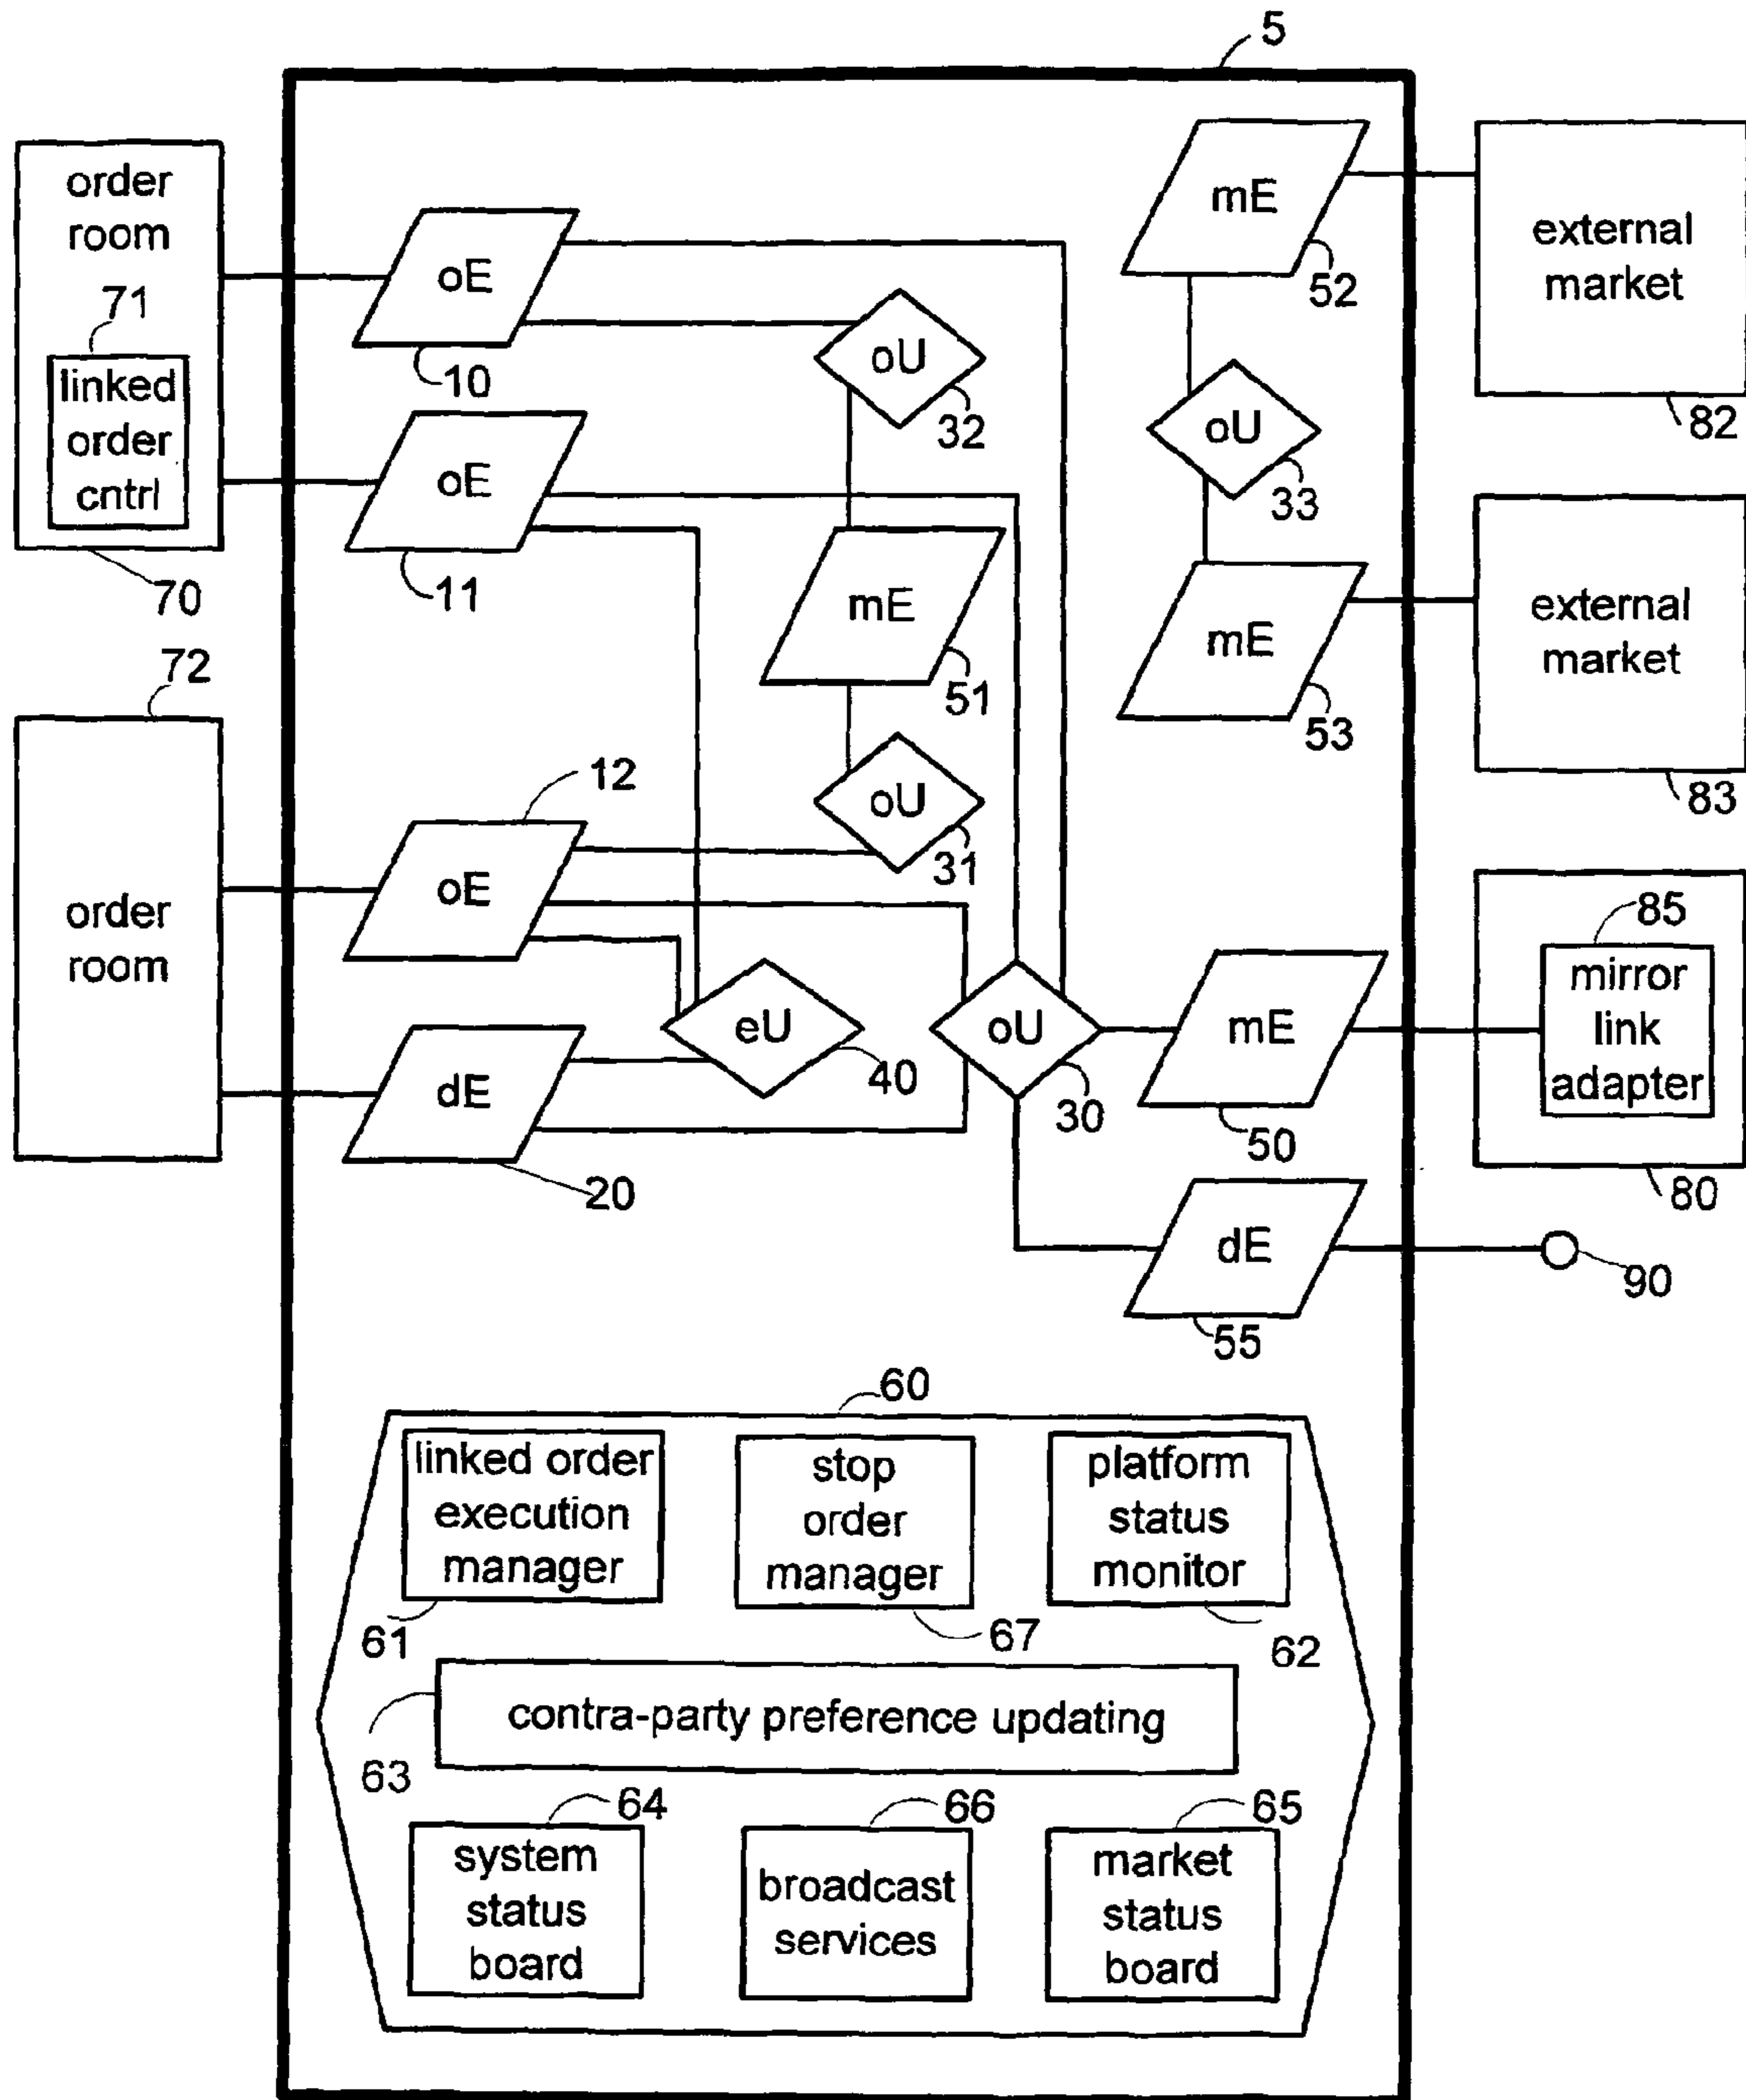 5
order
room
71
linked
order
cntrl
70
oE
10
oE
11
oU
32
mE
51
oU
31
mE
52
oU
33
mE
53
external
market
82
external
market
83
72
order
room
12
oE
dE
20
eU
40
oU
30
mE
50
85
mirror
link
adapter
80
dE
55
90
60
linked order
execution
manager
61
stop
order
manager
67
platform
status
monitor
62
contra-party preference updating
63
64
system
status
board
66
broadcast
services
65
market
status
board